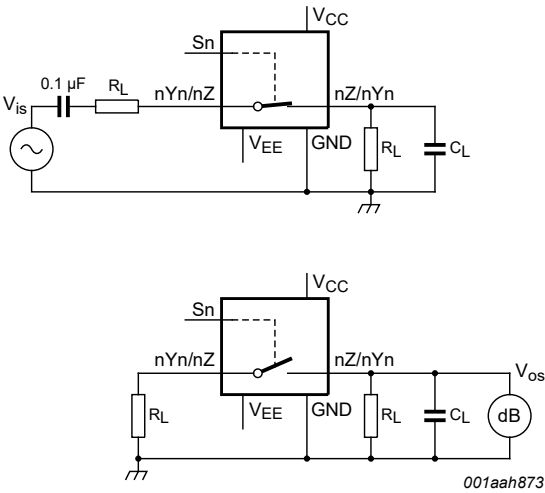 VCC
Sn
0.1 µF
RL
nYn/nZ
nZ/nYn
Vis
VEE
GND
RL
CL
VCC
Sn
nYn/nZ
nZ/nYn
Vos
RL
VEE
GND
RL
CL
dB
001aah873